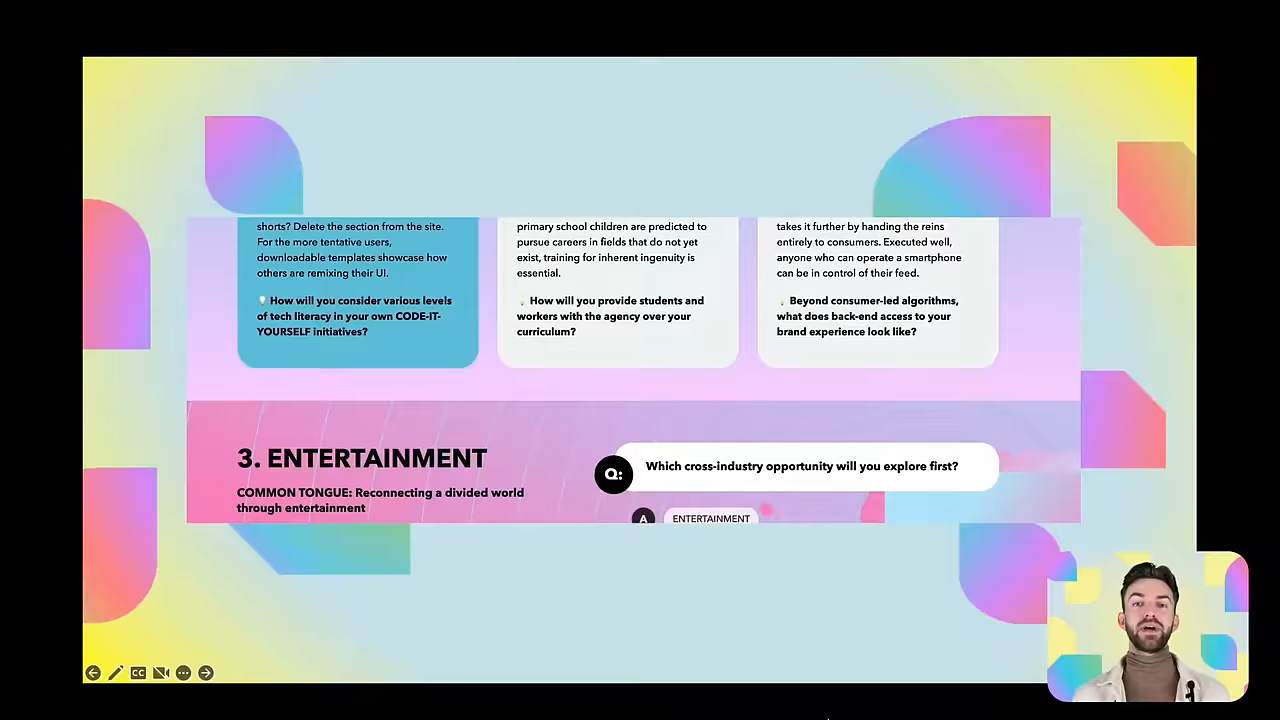 shorts? Delete the section from the site.
For the more tentative users,
downloadable templates showcase how
others are remixing their UI.
How will you consider various levels
of tech literacy in your own CODE-IT-
YOURSELF initiatives?
primary school children are predicted to
pursue careers in fields that do not yet
exist, training for inherent ingenuity is
essential.
How will you provide students and
workers with the agency over your
curriculum?
takes it further by handing the reins
entirely to consumers. Executed well,
anyone who can operate a smartphone
can be in control of their feed.
Beyond consumer-led algorithms,
what does back-end access to your
brand experience look like?
3. ENTERTAINMENT
COMMON TONGUE: Reconnecting a divided world
through entertainment
Q:
Which cross-industry opportunity will you explore first?
A
ENTERTAINMENT
CC